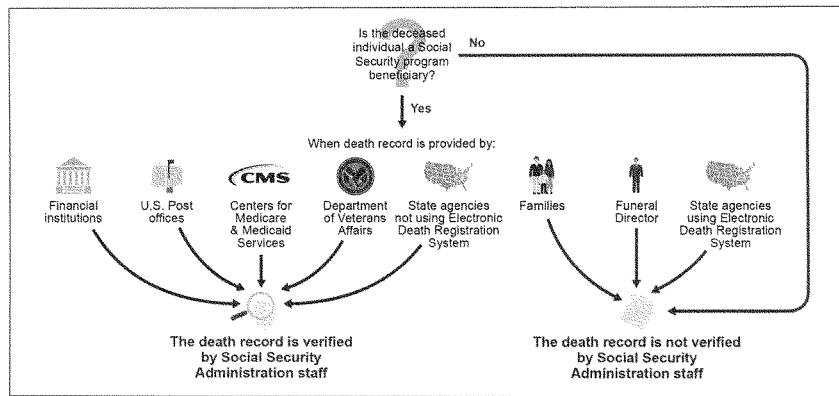 Is the deceased
individual a Social
Security program
beneficiary?
No
Yes
When death record is provided by:
Financial
institutions
U.S. Post
offices
CMS
Centers for
Medicare
& Medicaid
Services
Department
of Veterans
Affairs
State agencies
not using Electronic
Death Registration
System
Families
Funeral
Director
State agencies
using Electronic
Death Registration
System
The death record is verified
by Social Security
Administration staff
The death record is not verified
by Social Security
Administration staff